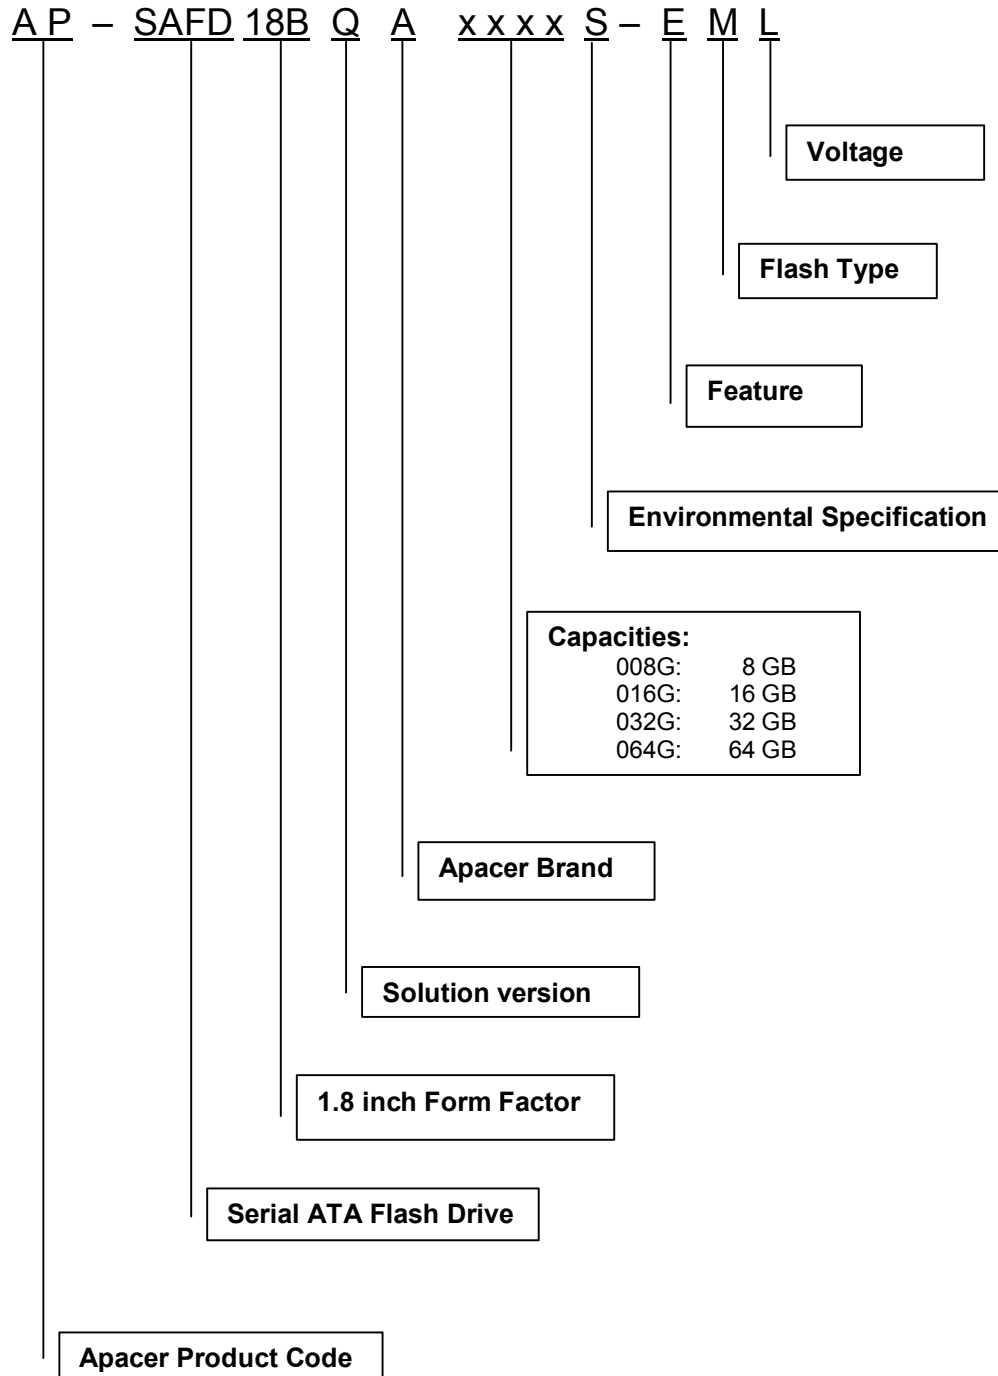 A P – SAFD 18B Q A x x x x S – E M L
Voltage
Flash Type
Feature
Environmental Specification
Capacities:
008G: 8 GB
016G: 16 GB
032G: 32 GB
064G: 64 GB
Apacer Brand
Solution version
1.8 inch Form Factor
Serial ATA Flash Drive
Apacer Product Code